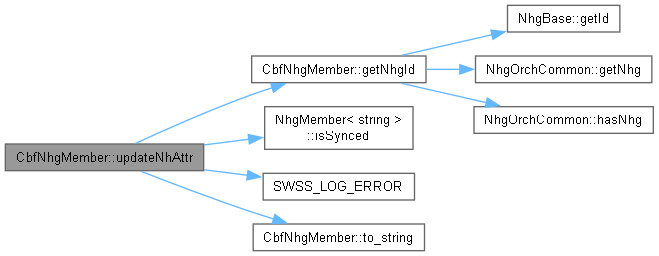 CbfNhgMember::updateNhAttr
CbfNhgMember::getNhgId
NhgMember< string >
::isSynced
SWSS_LOG_ERROR
CbfNhgMember::to_string
NhgBase::getId
NhgOrchCommon::getNhg
NhgOrchCommon::hasNhg